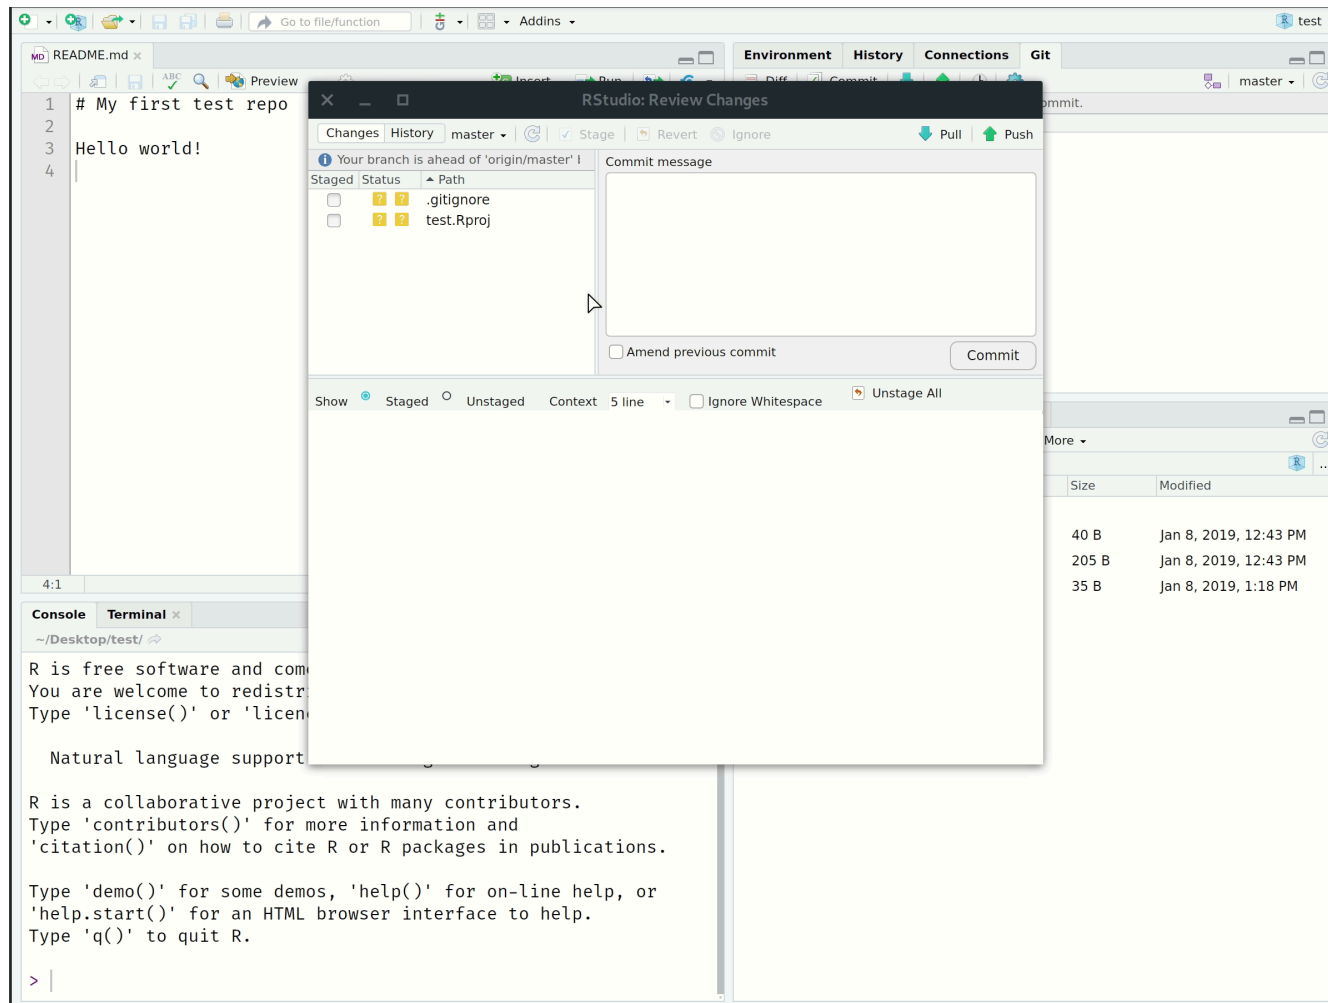 Go to file/function Addins test
README.md
ABC Preview
1 # My first test repo
2
3 Hello world!
4
4:1
Environment History Connections Git
master
RStudio: Review Changes
Changes History master Stage Revert Ignore Pull Push
Your branch is ahead of 'origin/master'
Staged Status Path
.gitignore
test.Rproj
Commit message
Amend previous commit Commit
Show Staged Unstaged Context 5 line Ignore Whitespace Unstage All
More
Size Modified
40 B Jan 8, 2019, 12:43 PM
205 B Jan 8, 2019, 12:43 PM
35 B Jan 8, 2019, 1:18 PM
Console Terminal
~/Desktop/test/
R is free software and com
You are welcome to redistr
Type 'license()' or 'licen
Natural language support
R is a collaborative project with many contributors.
Type 'contributors()' for more information and
'citation()' on how to cite R or R packages in publications.
Type 'demo()' for some demos, 'help()' for on-line help, or
'help.start()' for an HTML browser interface to help.
Type 'q()' to quit R.
>